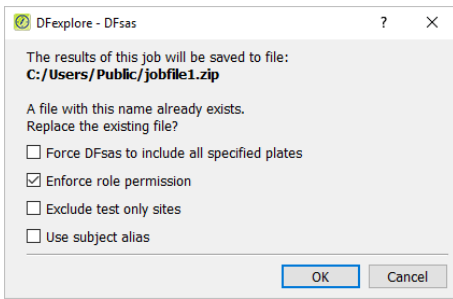 DFexplore - DFsas
The results of this job will be saved to file:
C:/Users/Public/jobfile1.zip
A file with this name already exists.
Replace the existing file?
Force DFsas to include all specified plates
Enforce role permission
Exclude test only sites
Use subject alias
OK Cancel